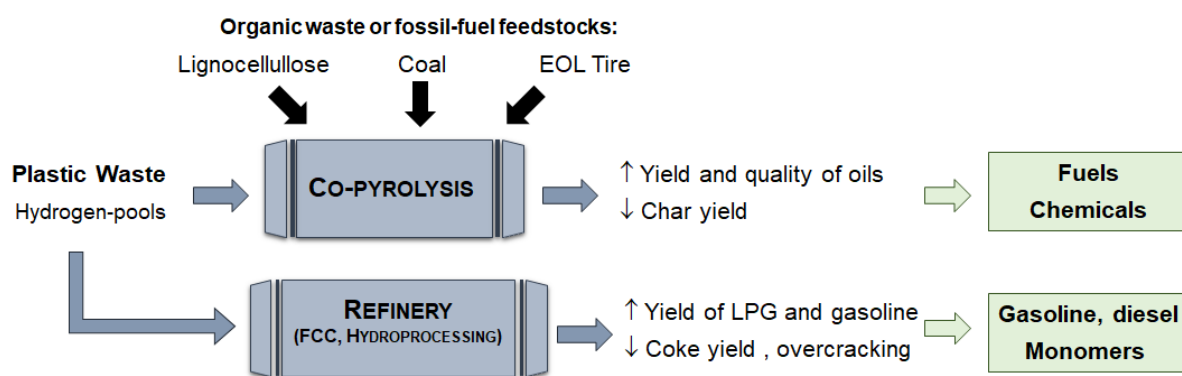 Organic waste or fossil-fuel feedstocks:
Lignocellullose
Coal
EOL Tire
Plastic Waste
Hydrogen-pools
CO-PYROLYSIS
↑ Yield and quality of oils
↓ Char yield
Fuels
Chemicals
REFINERY
(FCC, HYDROPROCESSING)
↑ Yield of LPG and gasoline
↓ Coke yield , overcracking
Gasoline, diesel
Monomers